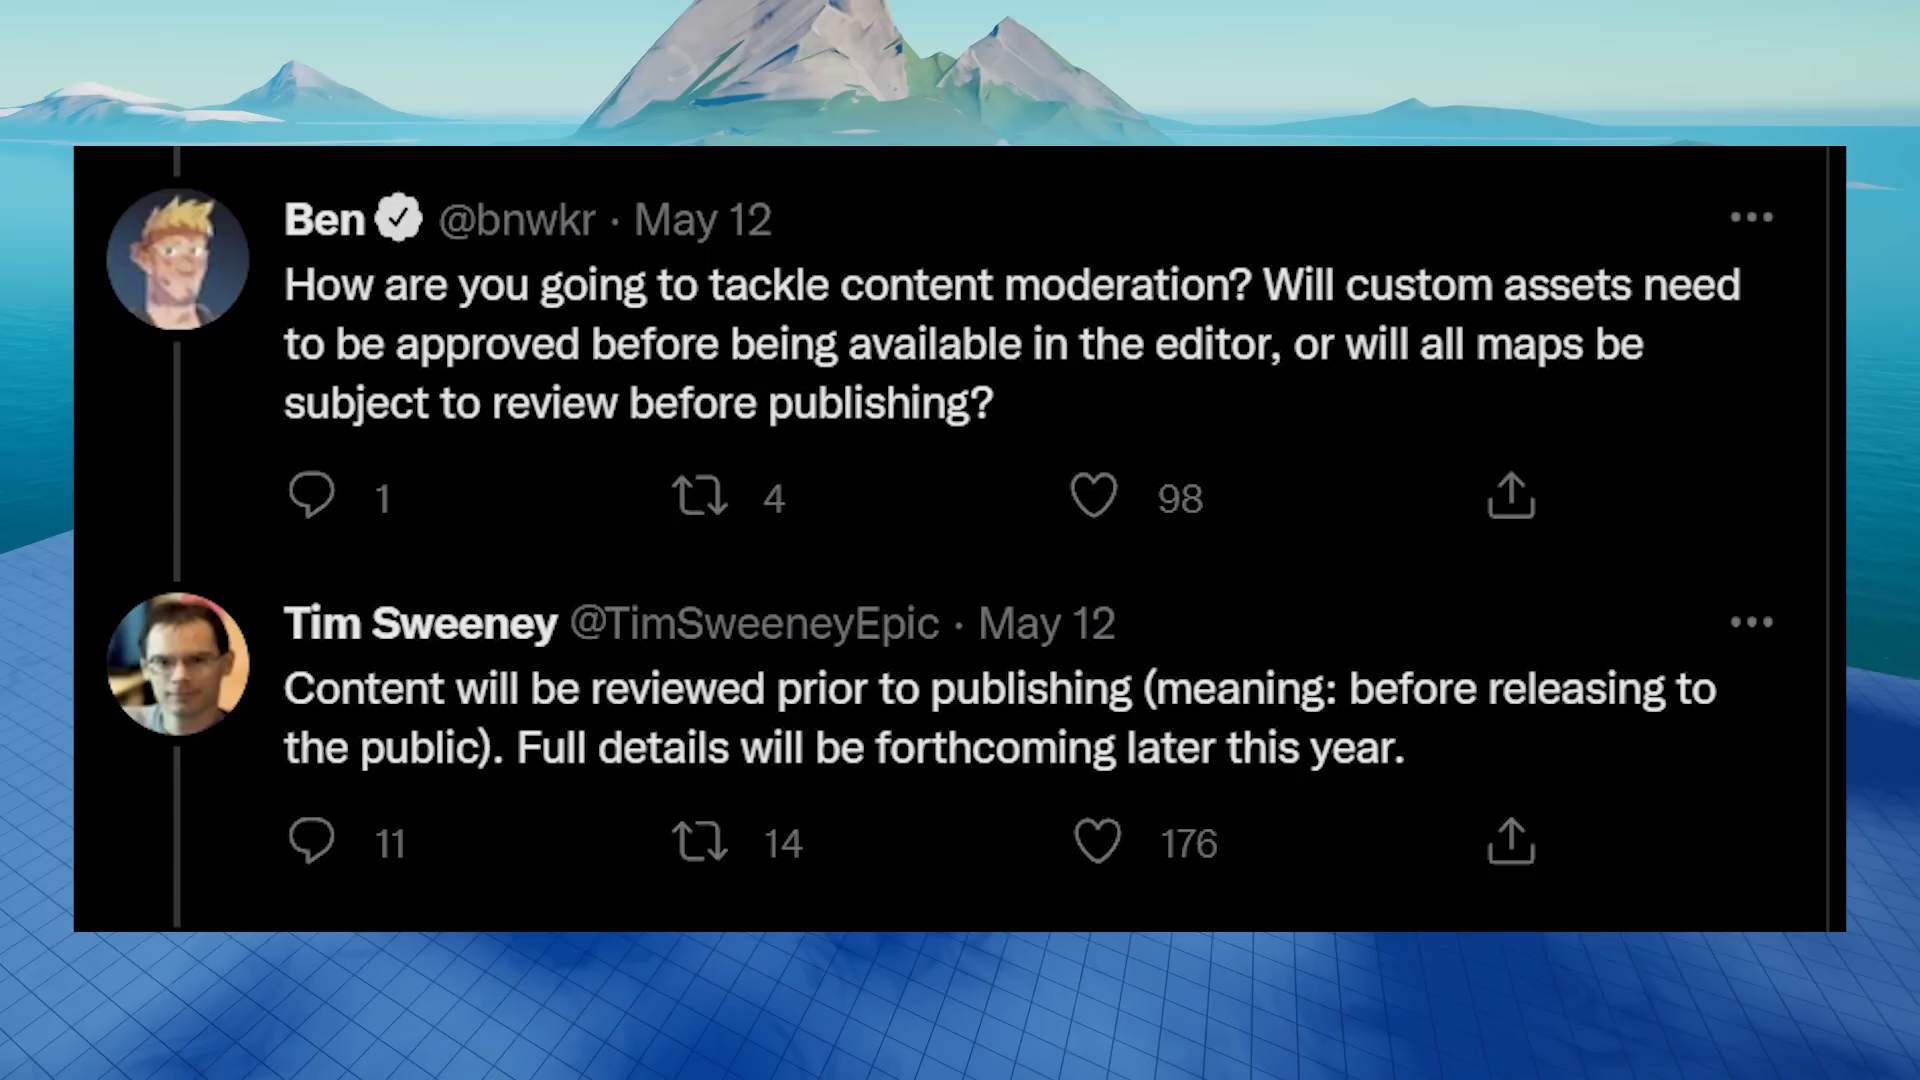 Ben @bnwkr · May 12
How are you going to tackle content moderation? Will custom assets need
to be approved before being available in the editor, or will all maps be
subject to review before publishing?
1 4 98
Tim Sweeney @TimSweeneyEpic · May 12
Content will be reviewed prior to publishing (meaning: before releasing to
the public). Full details will be forthcoming later this year.
11 14 176